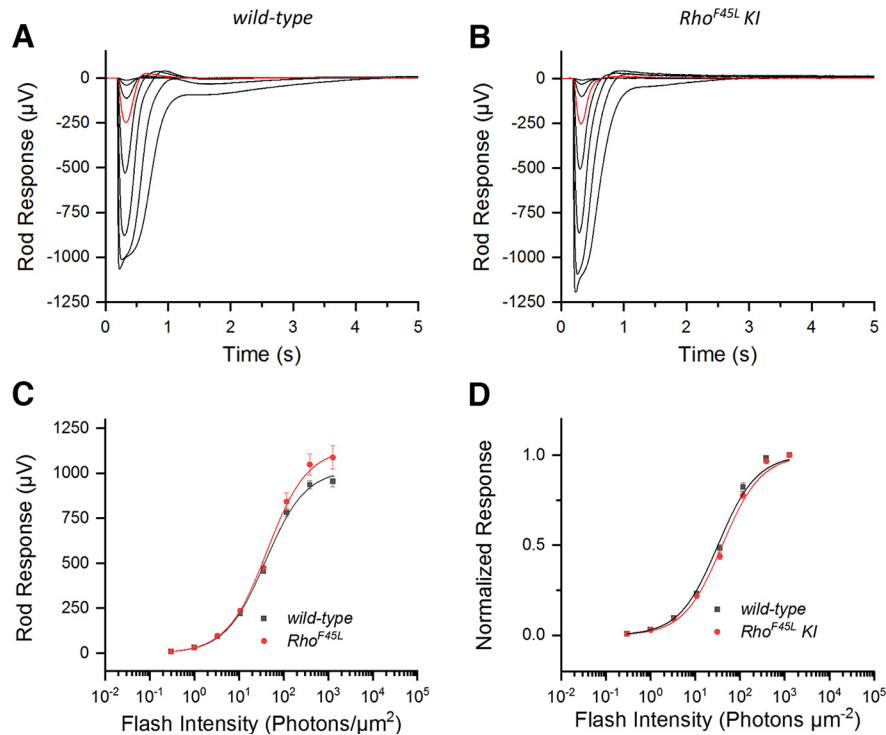 A
wild-type
B
Rho^F45L KI
Rod Response (µV)
0
-250
-500
-750
-1000
-1250
0 1 2 3 4 5
Time (s)
Rod Response (µV)
0
-250
-500
-750
-1000
-1250
0 1 2 3 4 5
Time (s)
C
Rod Response (µV)
1250
1000
750
500
250
0
wild-type
Rho^F45L
10^-2 10^-1 10^0 10^1 10^2 10^3 10^4 10^5
Flash Intensity (Photons/µm^2)
D
Normalized Response
1.0
0.5
0.0
wild-type
Rho^F45L KI
10^-2 10^-1 10^0 10^1 10^2 10^3 10^4 10^5
Flash Intensity (Photons µm^-2)